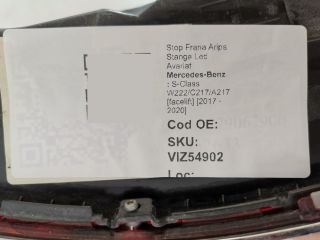 Stop Frana Aripa
Stanga Led
Avariat
Mercedes-Benz
: S-Class
W222/C217/A217
[facelift] [2017 -
2020]
Cod OE:
SKU:
VIZ54902
Loc: